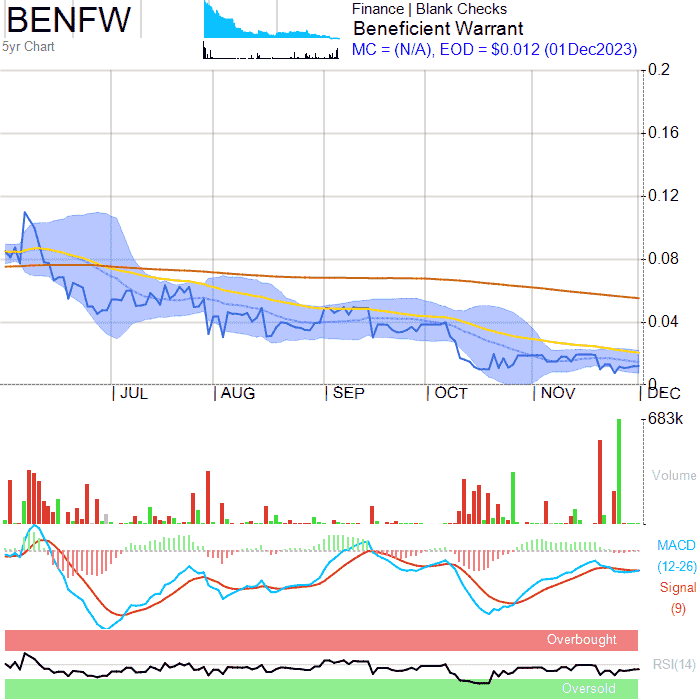 BENFW
5yr Chart
Finance | Blank Checks
Beneficient Warrant
MC = (N/A), EOD = $0.012 (01Dec2023)
0.2
0.16
0.12
0.08
0.04
0
JUL AUG SEP OCT NOV DEC
683k
Volume
MACD
(12-26)
Signal
(9)
Overbought
RSI(14)
Oversold